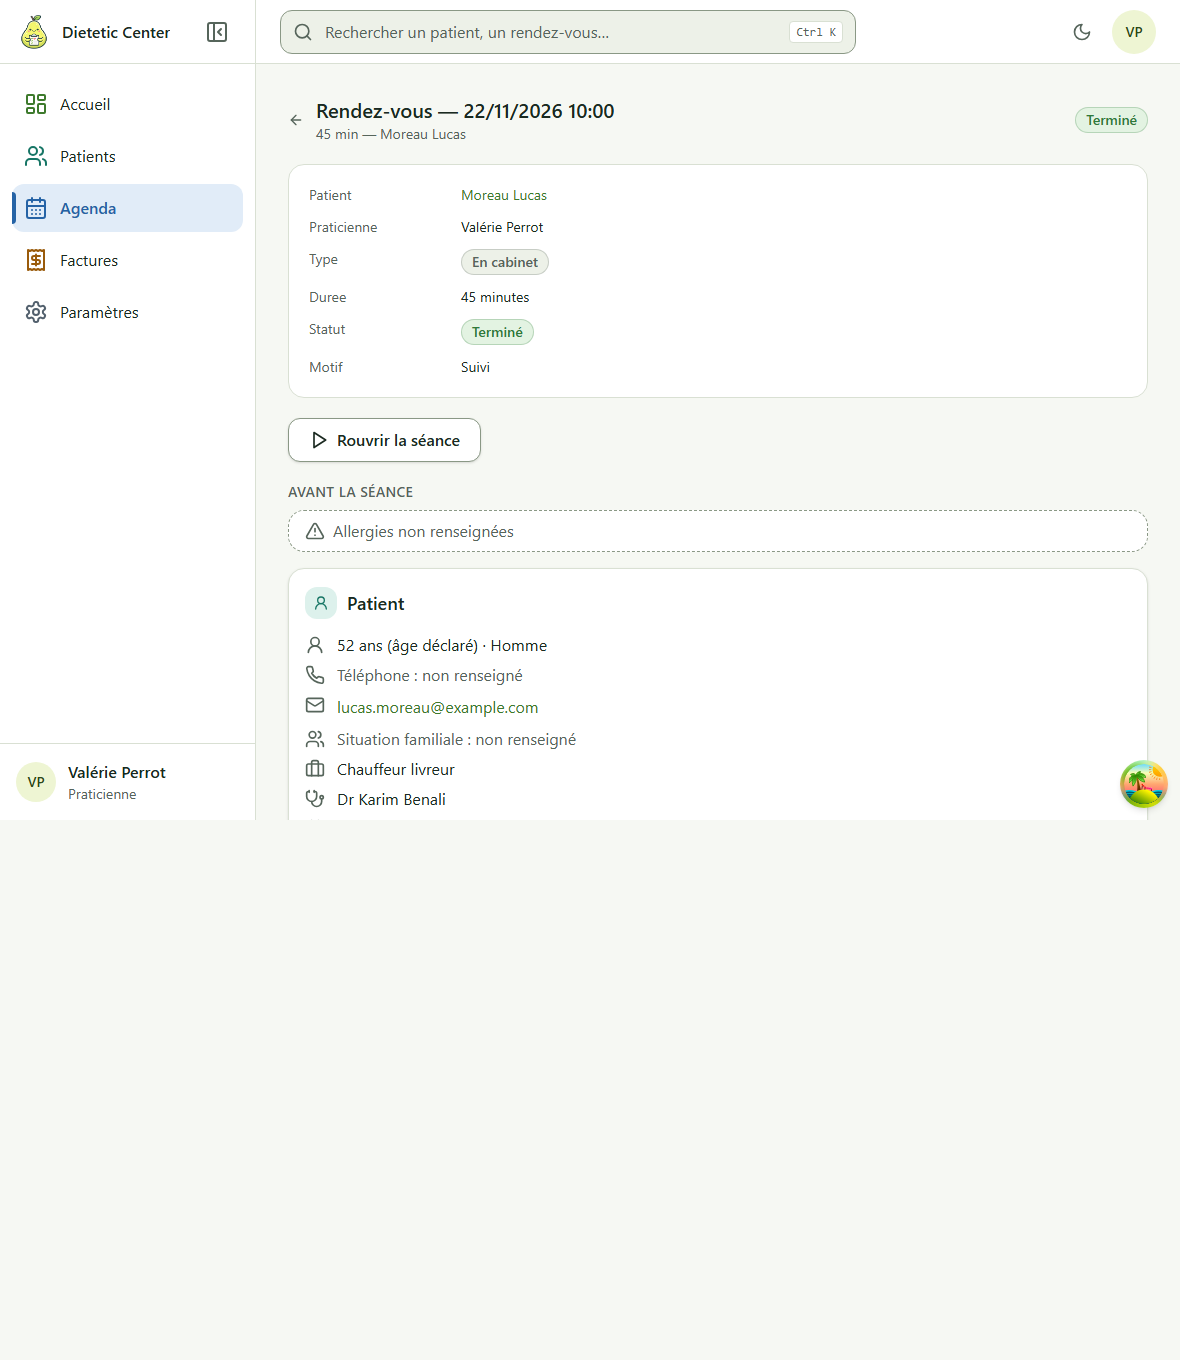 Dietetic Center
Rechercher un patient, un rendez-vous...
Ctrl K
VP
Accueil
Patients
Agenda
Factures
Paramètres
VP
Valérie Perrot
Praticienne
Rendez-vous — 22/11/2026 10:00
45 min — Moreau Lucas
Terminé
Patient
Moreau Lucas
Praticienne
Valérie Perrot
Type
En cabinet
Duree
45 minutes
Statut
Terminé
Motif
Suivi
Rouvrir la séance
AVANT LA SÉANCE
Allergies non renseignées
Patient
52 ans (âge déclaré) · Homme
Téléphone : non renseigné
lucas.moreau@example.com
Situation familiale : non renseigné
Chauffeur livreur
Dr Karim Benali